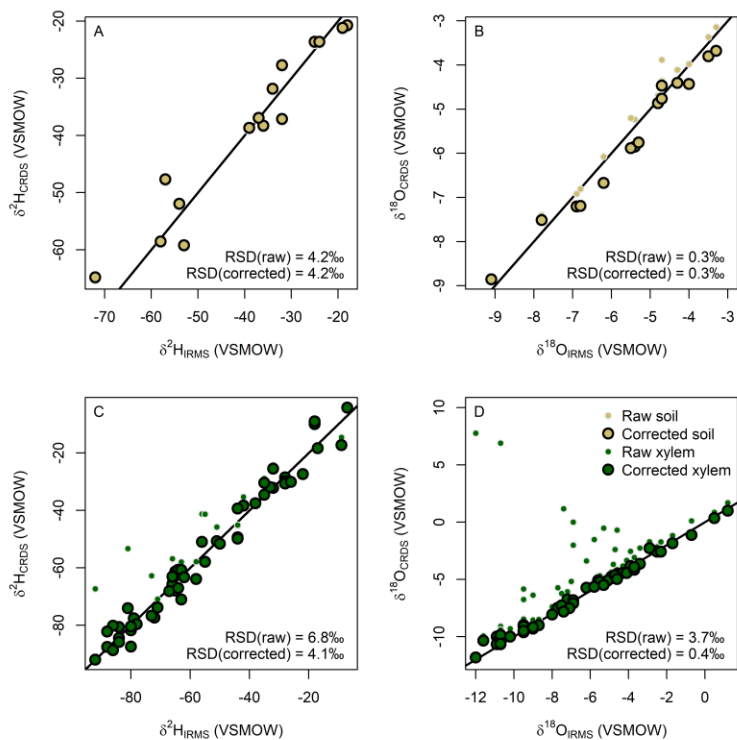 A
-20
-30
-40
-50
-60
δ²H_CRDS (VSMOW)
RSD(raw) = 4.2‰
RSD(corrected) = 4.2‰
-70 -60 -50 -40 -30 -20
δ²H_IRMS (VSMOW)
B
-3
-4
-5
-6
-7
-8
-9
δ¹⁸O_CRDS (VSMOW)
RSD(raw) = 0.3‰
RSD(corrected) = 0.3‰
-9 -8 -7 -6 -5 -4 -3
δ¹⁸O_IRMS (VSMOW)
C
-20
-40
-60
-80
δ²H_CRDS (VSMOW)
RSD(raw) = 6.8‰
RSD(corrected) = 4.1‰
-80 -60 -40 -20
δ²H_IRMS (VSMOW)
D
10
5
0
-5
-10
δ¹⁸O_CRDS (VSMOW)
Raw soil
Corrected soil
Raw xylem
Corrected xylem
RSD(raw) = 3.7‰
RSD(corrected) = 0.4‰
-12 -10 -8 -6 -4 -2 0
δ¹⁸O_IRMS (VSMOW)